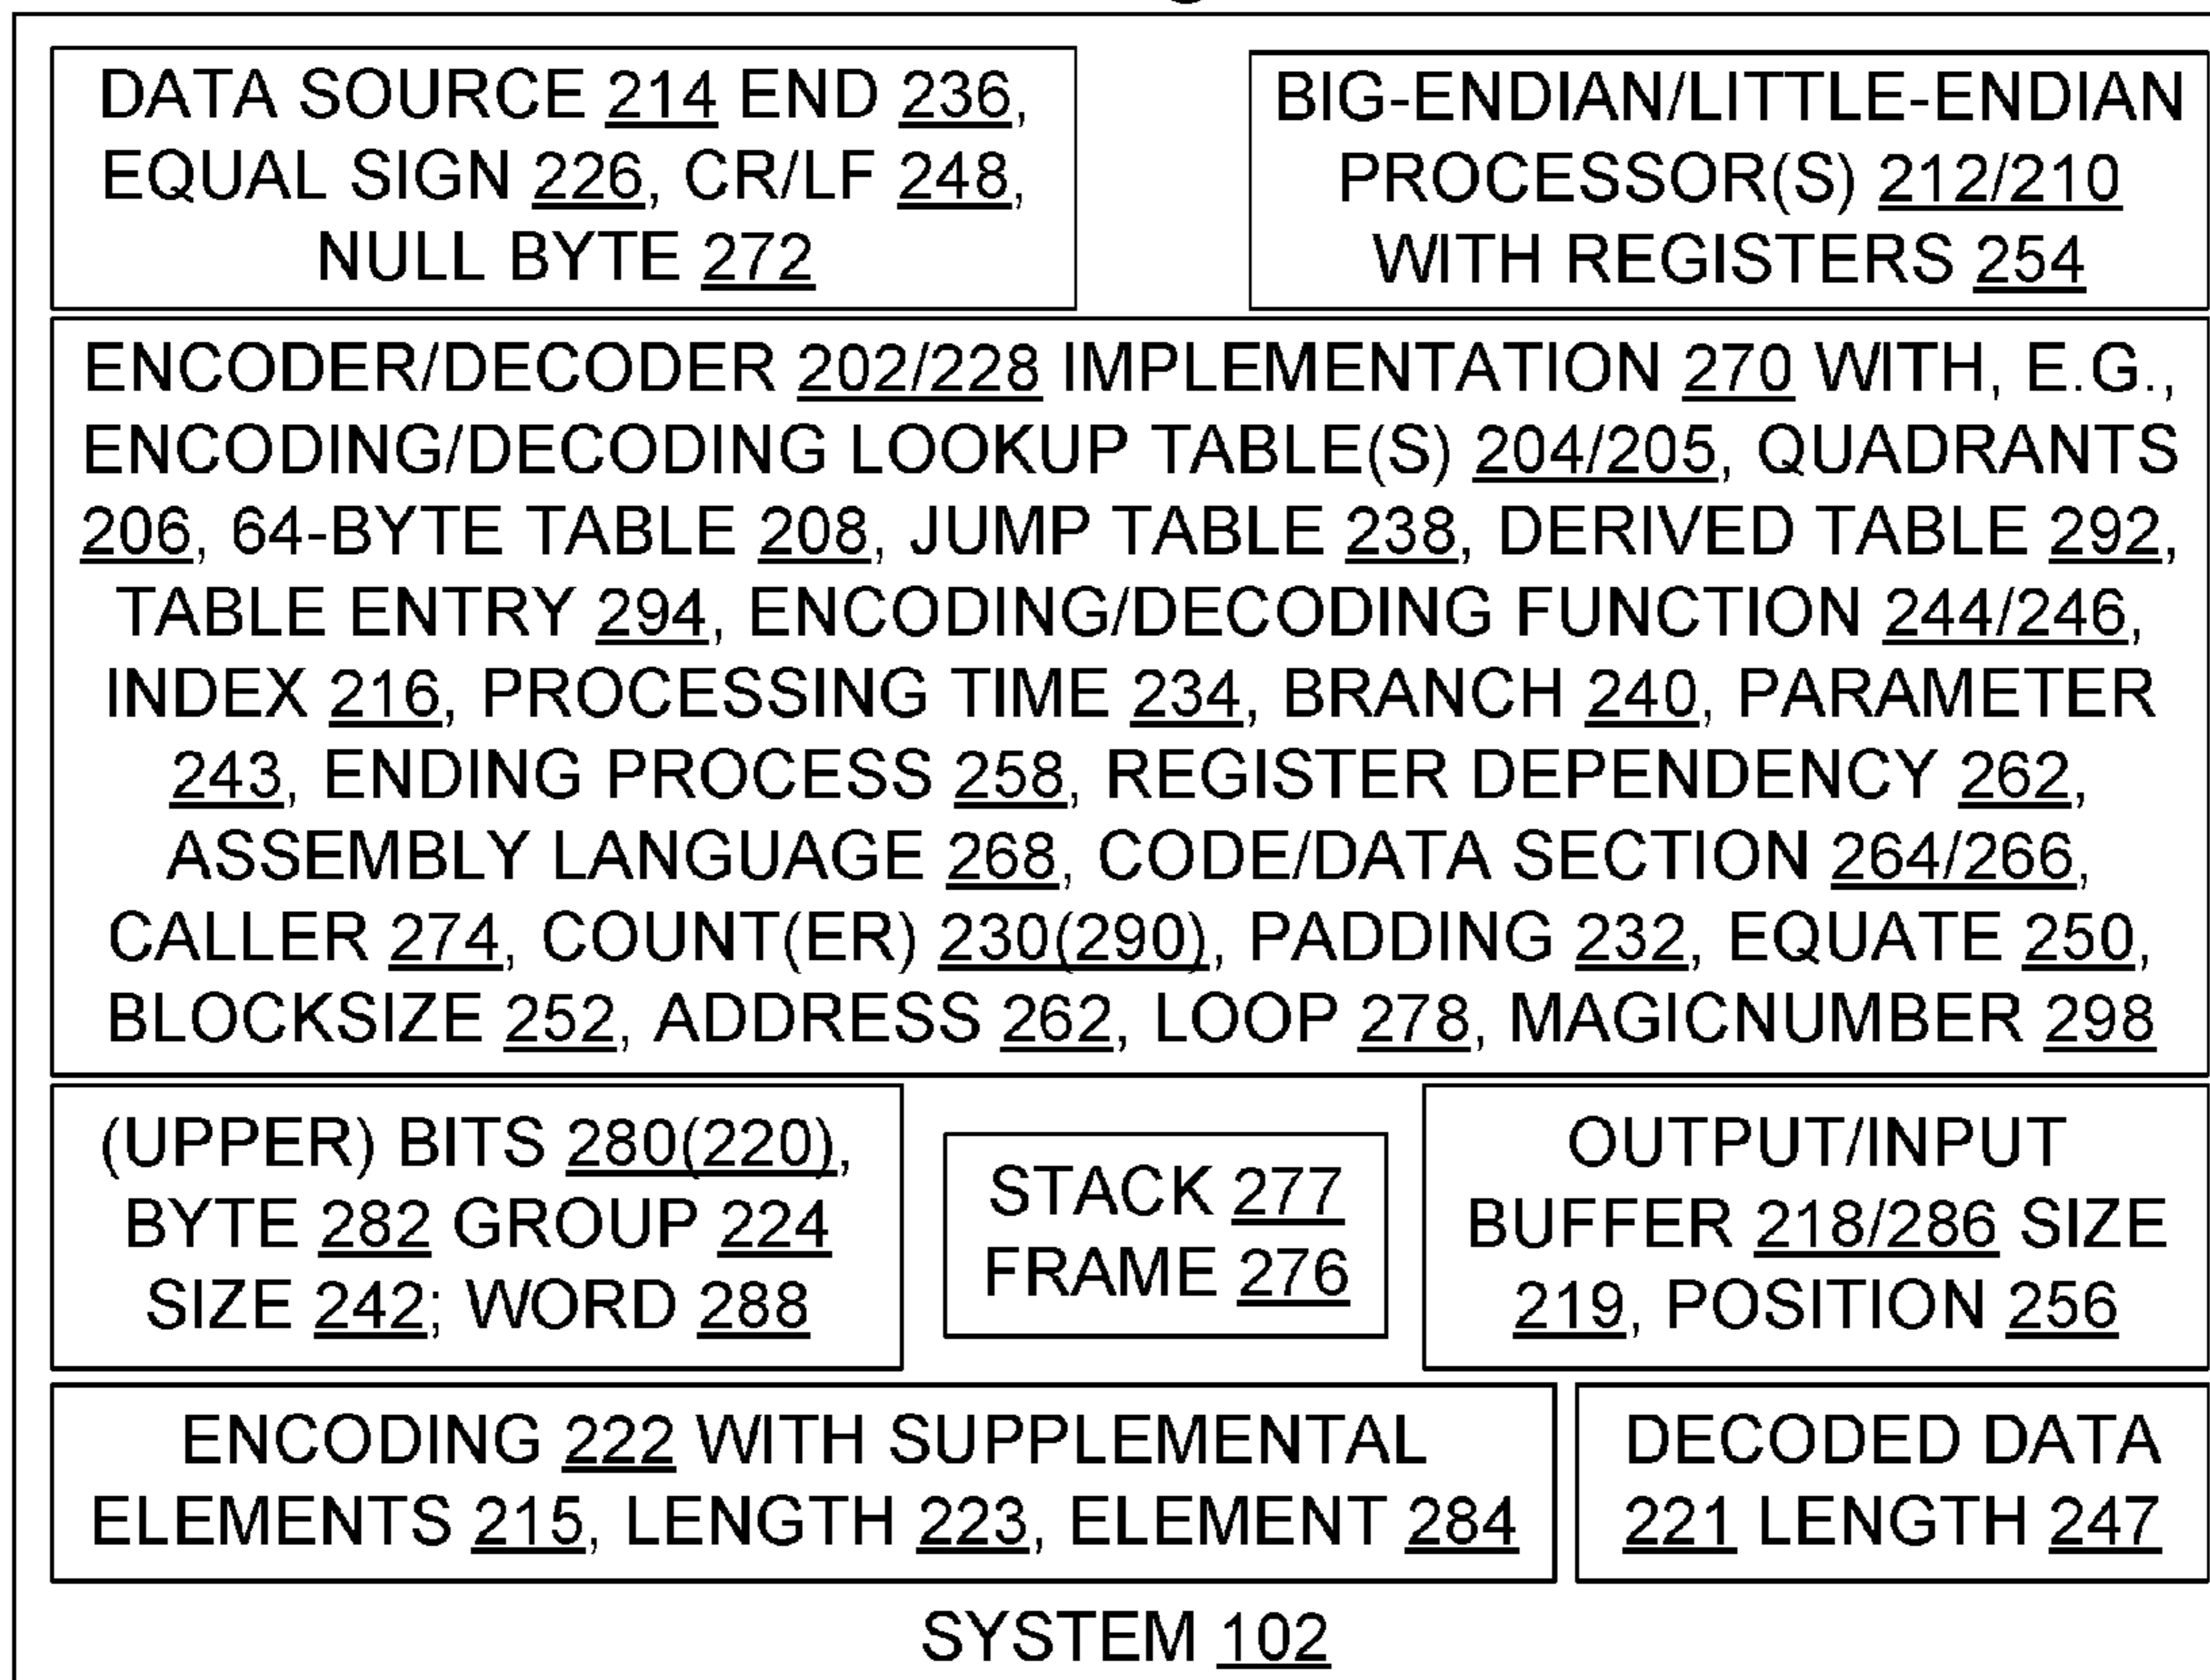 DATA SOURCE 214 END 236,
EQUAL SIGN 226, CR/LF 248,
NULL BYTE 272
BIG-ENDIAN/LITTLE-ENDIAN
PROCESSOR(S) 212/210
WITH REGISTERS 254
ENCODER/DECODER 202/228 IMPLEMENTATION 270 WITH, E.G.,
ENCODING/DECODING LOOKUP TABLE(S) 204/205, QUADRANTS
206, 64-BYTE TABLE 208, JUMP TABLE 238, DERIVED TABLE 292,
TABLE ENTRY 294, ENCODING/DECODING FUNCTION 244/246,
INDEX 216, PROCESSING TIME 234, BRANCH 240, PARAMETER
243, ENDING PROCESS 258, REGISTER DEPENDENCY 262,
ASSEMBLY LANGUAGE 268, CODE/DATA SECTION 264/266,
CALLER 274, COUNT(ER) 230(290), PADDING 232, EQUATE 250,
BLOCKSIZE 252, ADDRESS 262, LOOP 278, MAGICNUMBER 298
(UPPER) BITS 280(220),
BYTE 282 GROUP 224
SIZE 242; WORD 288
STACK 277
FRAME 276
OUTPUT/INPUT
BUFFER 218/286 SIZE
219, POSITION 256
ENCODING 222 WITH SUPPLEMENTAL
ELEMENTS 215, LENGTH 223, ELEMENT 284
DECODED DATA
221 LENGTH 247
SYSTEM 102